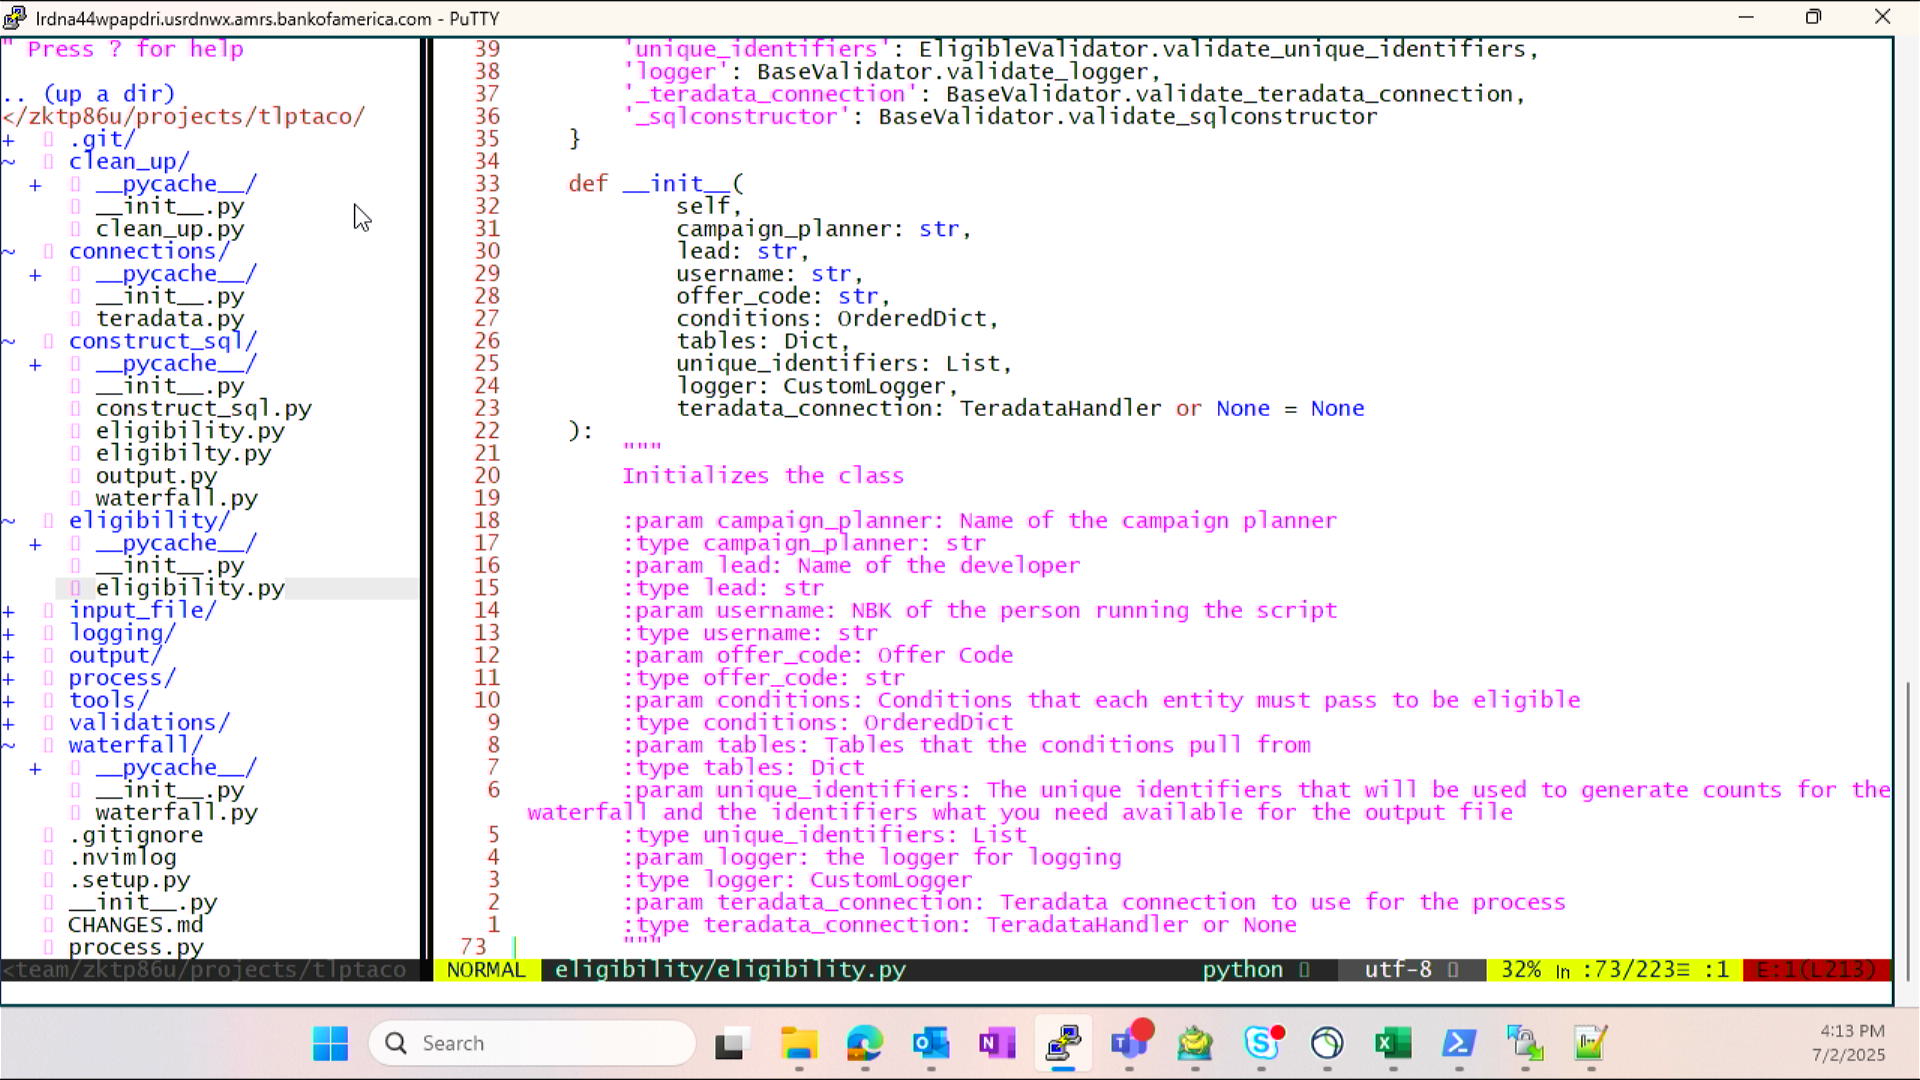 lrdna44wpapdri.usrdnwx.amrs.bankofamerica.com - PuTTY
" Press ? for help
.. (up a dir)
</zktp86u/projects/tlptaco/
+ .git/
~ clean_up/
+ __pycache__/
__init__.py
clean_up.py
~ connections/
+ __pycache__/
__init__.py
teradata.py
~ construct_sql/
+ __pycache__/
__init__.py
construct_sql.py
eligibility.py
eligibilty.py
output.py
waterfall.py
~ eligibility/
+ __pycache__/
__init__.py
eligibility.py
+ input_file/
+ logging/
+ output/
+ process/
+ tools/
+ validations/
~ waterfall/
+ __pycache__/
__init__.py
waterfall.py
.gitignore
.nvimlog
.setup.py
__init__.py
CHANGES.md
process.py
<team/zktp86u/projects/tlptaco
39 'unique_identifiers': EligibleValidator.validate_unique_identifiers,
38 'logger': BaseValidator.validate_logger,
37 '_teradata_connection': BaseValidator.validate_teradata_connection,
36 '_sqlconstructor': BaseValidator.validate_sqlconstructor
35 }
34
33 def __init__(
32 self,
31 campaign_planner: str,
30 lead: str,
29 username: str,
28 offer_code: str,
27 conditions: OrderedDict,
26 tables: Dict,
25 unique_identifiers: List,
24 logger: CustomLogger,
23 teradata_connection: TeradataHandler or None = None
22 ):
21 """
20 Initializes the class
19
18 :param campaign_planner: Name of the campaign planner
17 :type campaign_planner: str
16 :param lead: Name of the developer
15 :type lead: str
14 :param username: NBK of the person running the script
13 :type username: str
12 :param offer_code: Offer Code
11 :type offer_code: str
10 :param conditions: Conditions that each entity must pass to be eligible
9 :type conditions: OrderedDict
8 :param tables: Tables that the conditions pull from
7 :type tables: Dict
6 :param unique_identifiers: The unique identifiers that will be used to generate counts for the
waterfall and the identifiers what you need available for the output file
5 :type unique_identifiers: List
4 :param logger: the logger for logging
3 :type logger: CustomLogger
2 :param teradata_connection: Teradata connection to use for the process
1 :type teradata_connection: TeradataHandler or None
73 """
NORMAL eligibility/eligibility.py python utf-8 32% ln :73/223≡ :1 E:1(L213)
Search
4:13 PM
7/2/2025